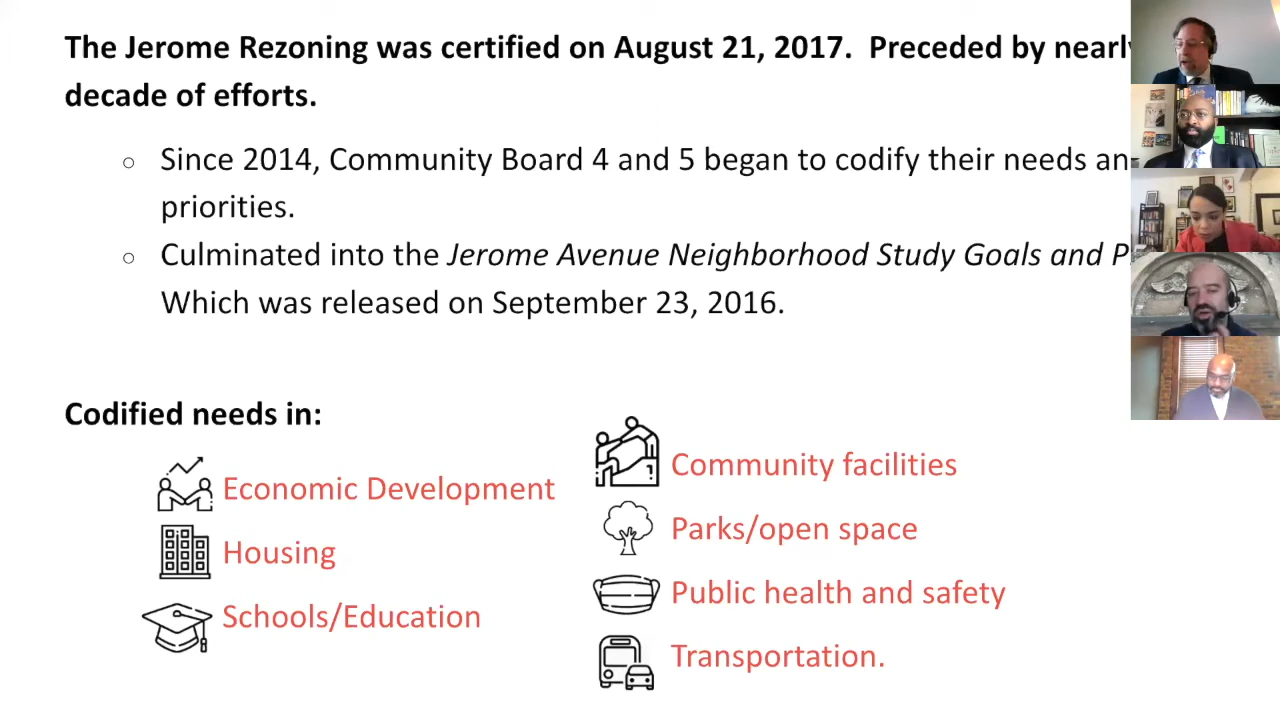 The Jerome Rezoning was certified on August 21, 2017.  Preceded by nearly
decade of efforts.
○ Since 2014, Community Board 4 and 5 began to codify their needs an
priorities.
○ Culminated into the Jerome Avenue Neighborhood Study Goals and P
Which was released on September 23, 2016.
Codified needs in:
Economic Development
Housing
Schools/Education
Community facilities
Parks/open space
Public health and safety
Transportation.